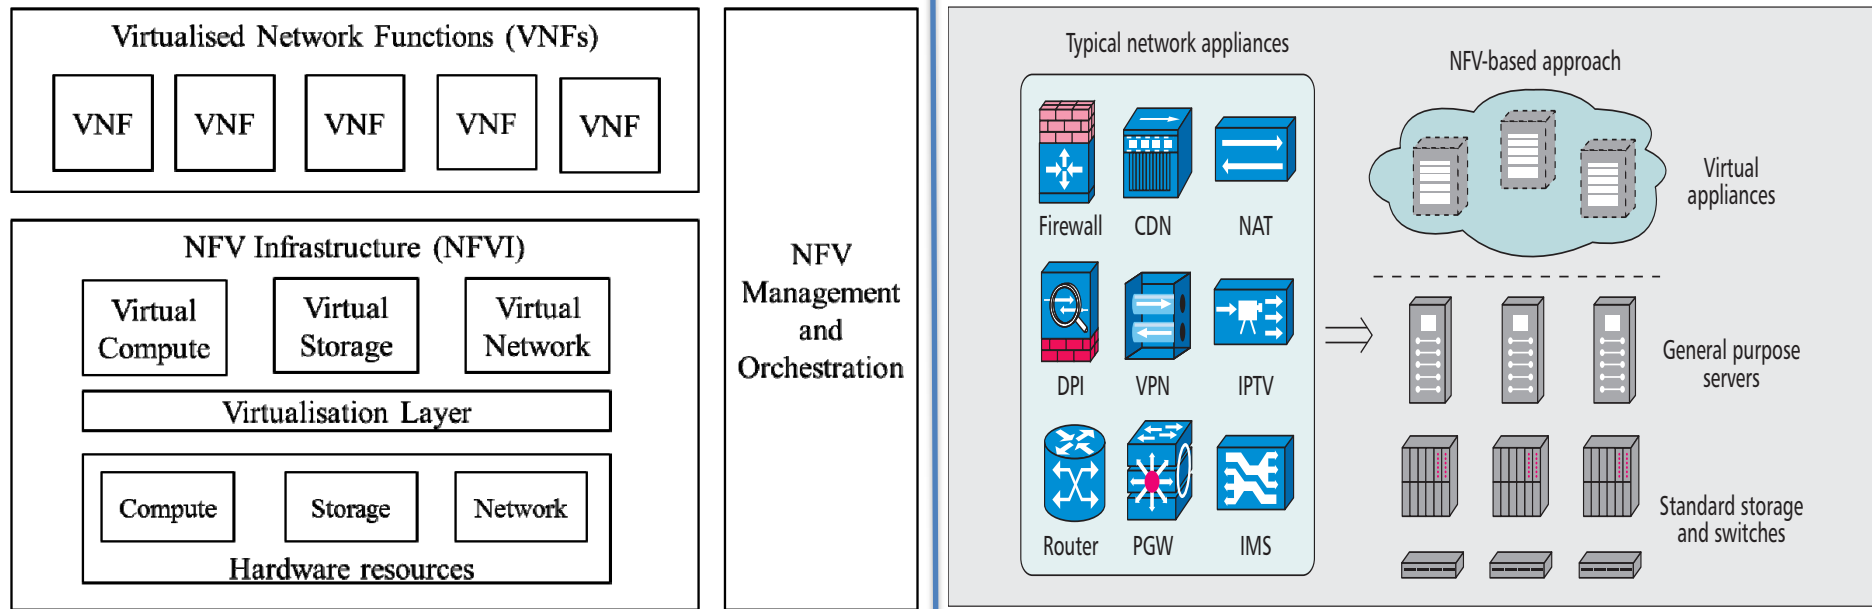 Virtualised Network Functions (VNFs)
VNF VNF VNF VNF VNF
NFV Infrastructure (NFVI)
Virtual
Compute
Virtual
Storage
Virtual
Network
Virtualisation Layer
Compute
Storage
Network
Hardware resources
NFV
Management
and
Orchestration
Typical network appliances
Firewall CDN NAT
DPI VPN IPTV
Router PGW IMS
NFV-based approach
Virtual
appliances
General purpose
servers
Standard storage
and switches